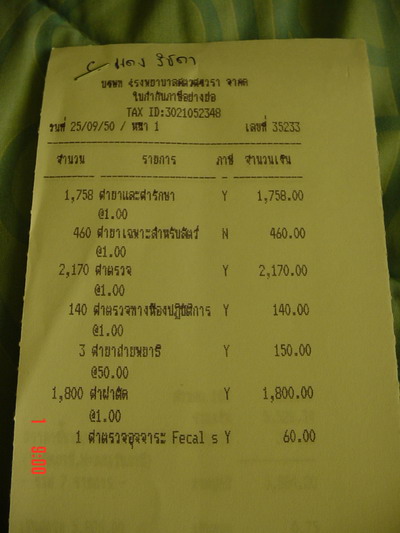 แดง
บริษัท โรงพยาบาลสัตวศิวรา จำกัด
ใบกำกับภาษีอย่างย่อ
TAX ID:3021052348
วันที่ 25/09/50 / หน้า 1 เลขที่ 35233
จำนวน รายการ ภาษี จำนวนเงิน
1,758 ค่ายาและค่ารักษา Y 1,758.00
@1.00
460 ค่ายาเฉพาะสำหรับสัตว์ N 460.00
@1.00
2,170 ค่าตรวจ Y 2,170.00
@1.00
140 ค่าตรวจทางห้องปฏิบัติการ Y 140.00
@1.00
3 ค่ายาถ่ายพยาธิ Y 150.00
@50.00
1,800 ค่าผ่าตัด Y 1,800.00
@1.00
1 ค่าตรวจอุจจาระ Fecal s Y 60.00
1 9:00